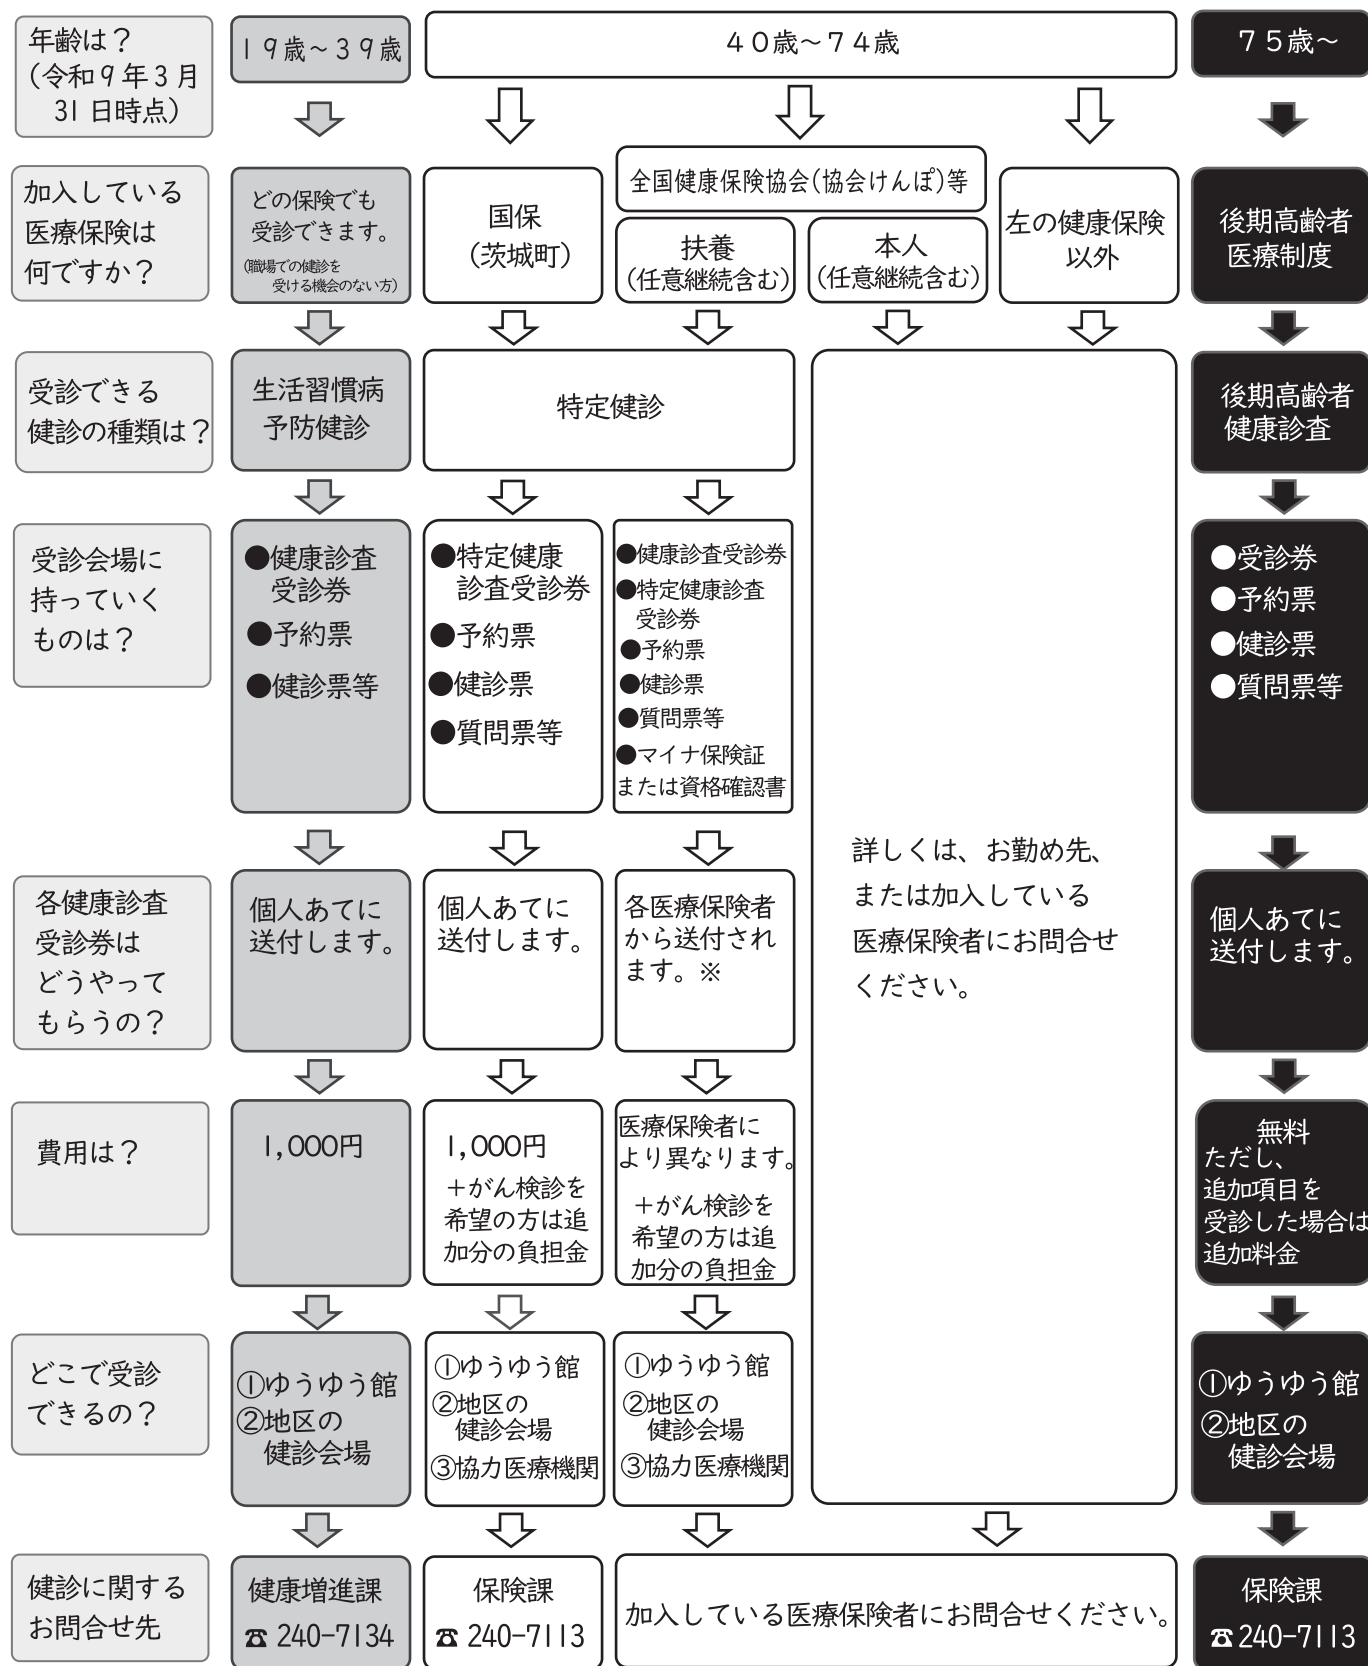 年齢は？
（令和９年３月
31日時点）
１９歳～３９歳
４０歳～７４歳
７５歳～
加入している
医療保険は
何ですか？
どの保険でも
受診できます。
（職場での健診を
受ける機会のない方）
国保
（茨城町）
全国健康保険協会（協会けんぽ）等
扶養
（任意継続含む）
本人
（任意継続含む）
左の健康保険
以外
後期高齢者
医療制度
受診できる
健診の種類は？
生活習慣病
予防健診
特定健診
後期高齢者
健康診査
受診会場に
持っていく
ものは？
●健康診査
受診券
●予約票
●健診票等
●特定健康
診査受診券
●予約票
●健診票
●質問票等
●健康診査受診券
●特定健康診査
受診券
●予約票
●健診票
●質問票等
●マイナ保険証
または資格確認書
●受診券
●予約票
●健診票
●質問票等
詳しくは、お勤め先、
または加入している
医療保険者にお問合せ
ください。
各健康診査
受診券は
どうやって
もらうの？
個人あてに
送付します。
個人あてに
送付します。
各医療保険者
から送付され
ます。※
個人あてに
送付します。
費用は？
1,000円
1,000円
＋がん検診を
希望の方は追
加分の負担金
医療保険者に
より異なります。
＋がん検診を
希望の方は追
加分の負担金
無料
ただし、
追加項目を
受診した場合は
追加料金
どこで受診
できるの？
①ゆうゆう館
②地区の
健診会場
①ゆうゆう館
②地区の
健診会場
③協力医療機関
①ゆうゆう館
②地区の
健診会場
③協力医療機関
①ゆうゆう館
②地区の
健診会場
健診に関する
お問合せ先
健康増進課
☎240-7134
保険課
☎240-7113
加入している医療保険者にお問合せください。
保険課
☎240-7113